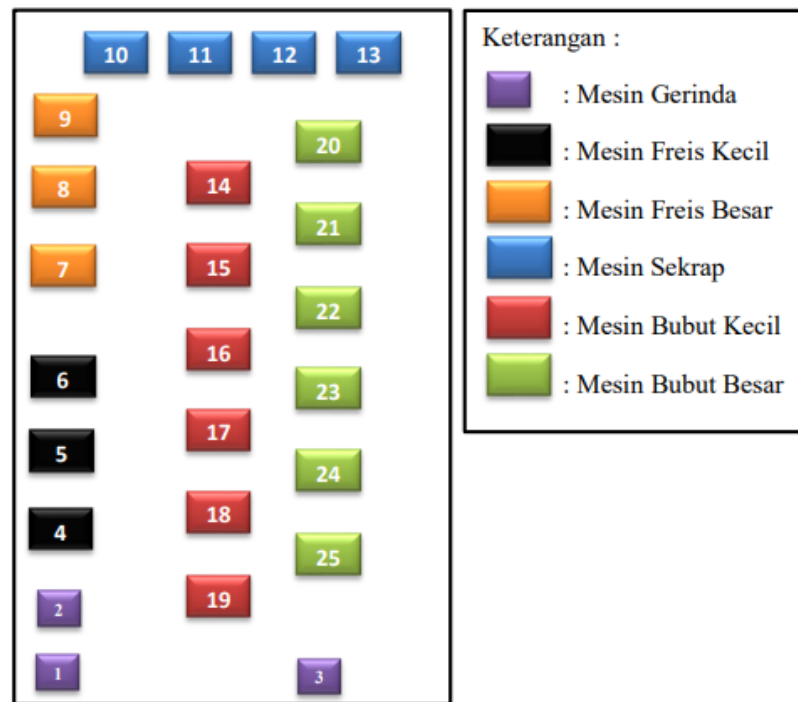 10 11 12 13
9
20
8
14
21
7
15
22
16
6
23
17
5
24
18
4
25
19
2
1
3
Keterangan :
: Mesin Gerinda
: Mesin Freis Kecil
: Mesin Freis Besar
: Mesin Sekrap
: Mesin Bubut Kecil
: Mesin Bubut Besar